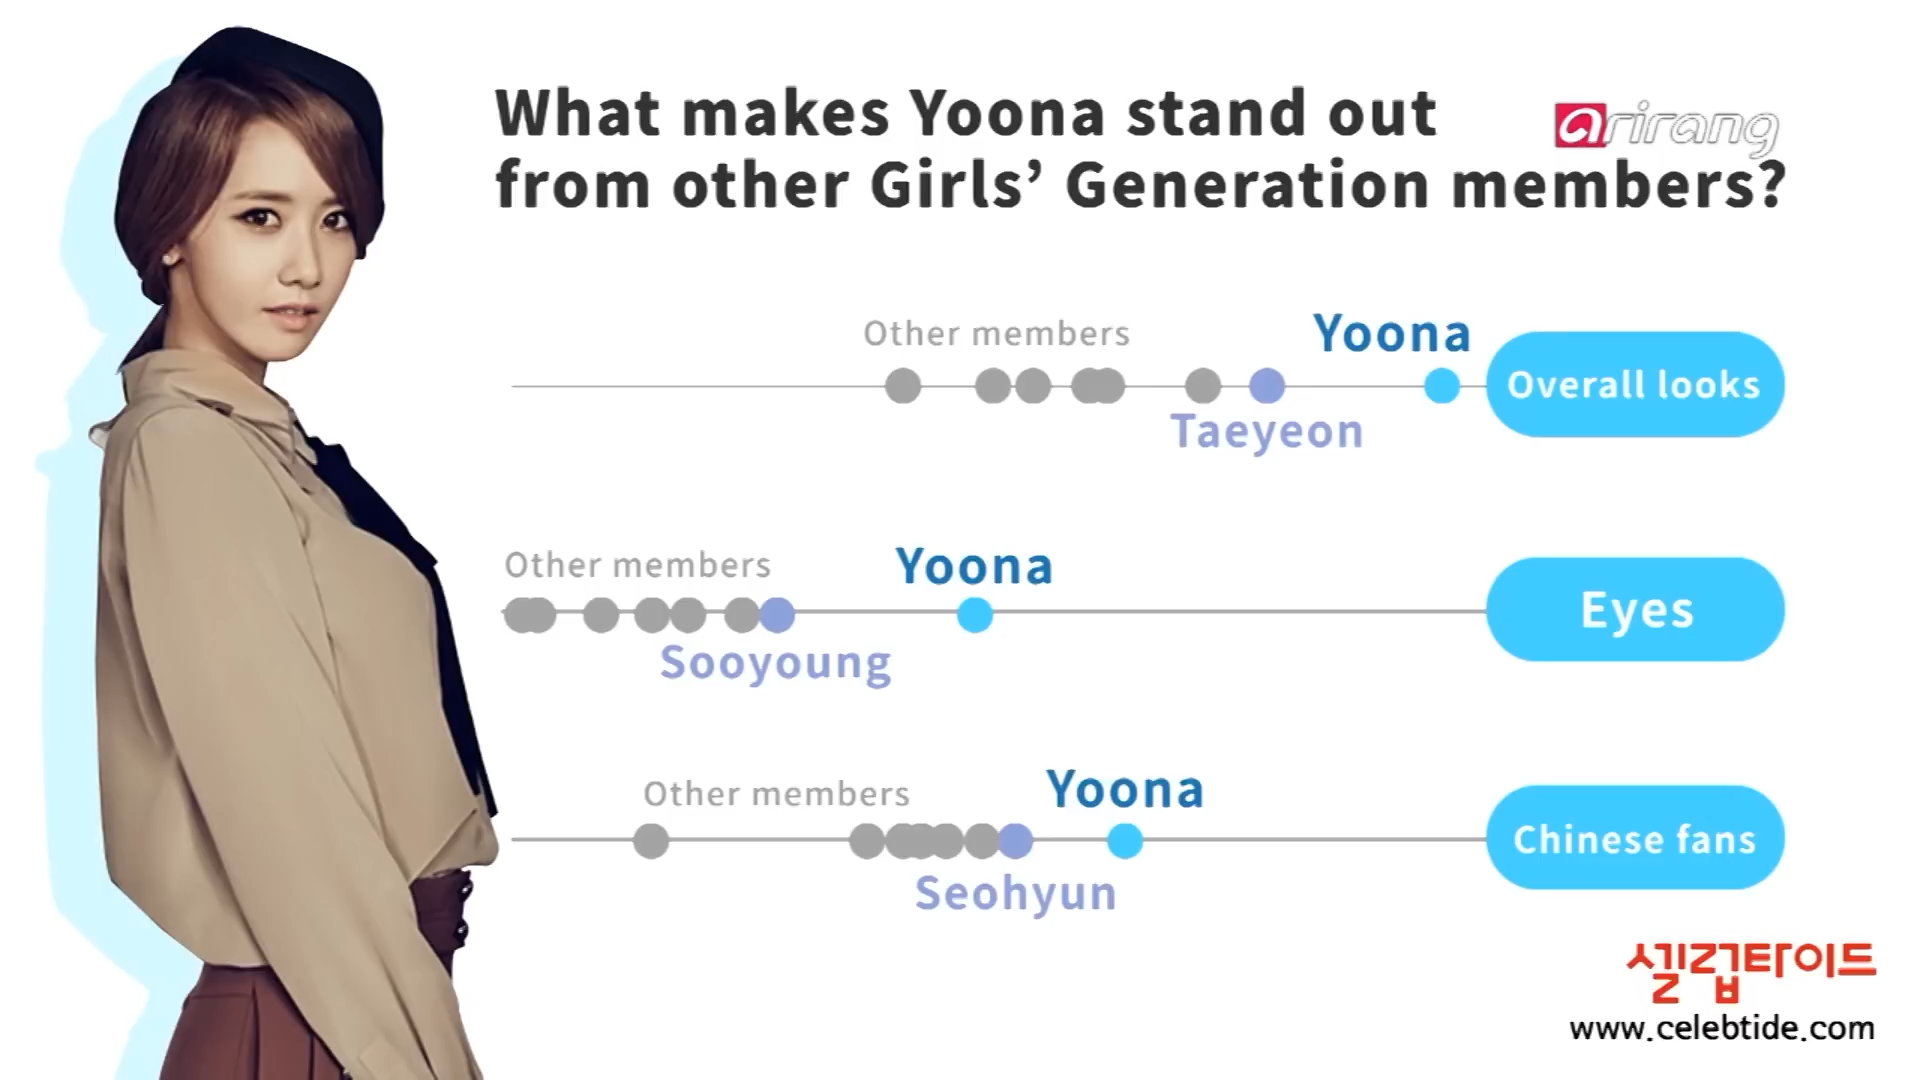 What makes Yoona stand out
arirang
from other Girls’ Generation members?
Other members
Yoona
Overall looks
Taeyeon
Other members
Yoona
Eyes
Sooyoung
Other members
Yoona
Chinese fans
Seohyun
셀럽타이드
www.celebtide.com